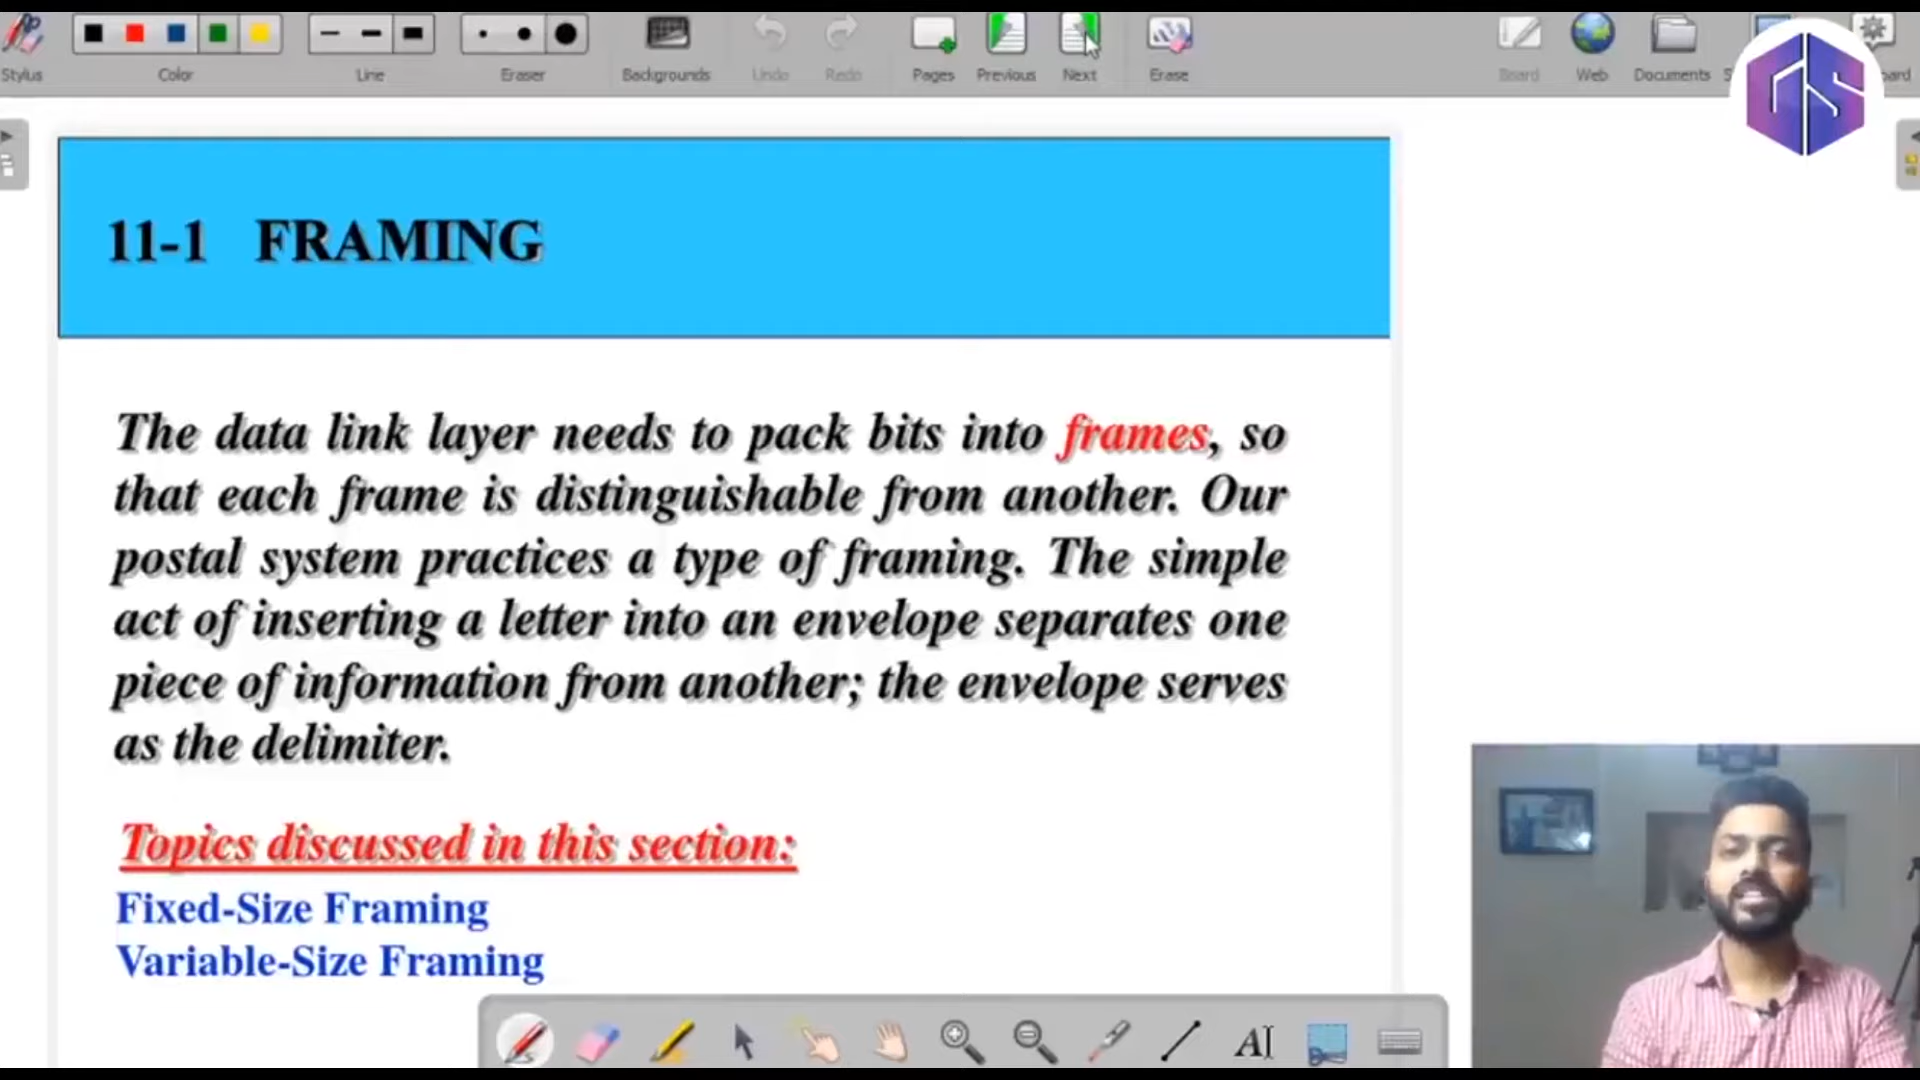 Stylus
Color
Line
Eraser
Backgrounds
Undo
Redo
Pages
Previous
Next
Erase
Board
Web
Documents
GS
11-1 FRAMING
The data link layer needs to pack bits into frames, so
that each frame is distinguishable from another. Our
postal system practices a type of framing. The simple
act of inserting a letter into an envelope separates one
piece of information from another; the envelope serves
as the delimiter.
Topics discussed in this section:
Fixed-Size Framing
Variable-Size Framing
AI